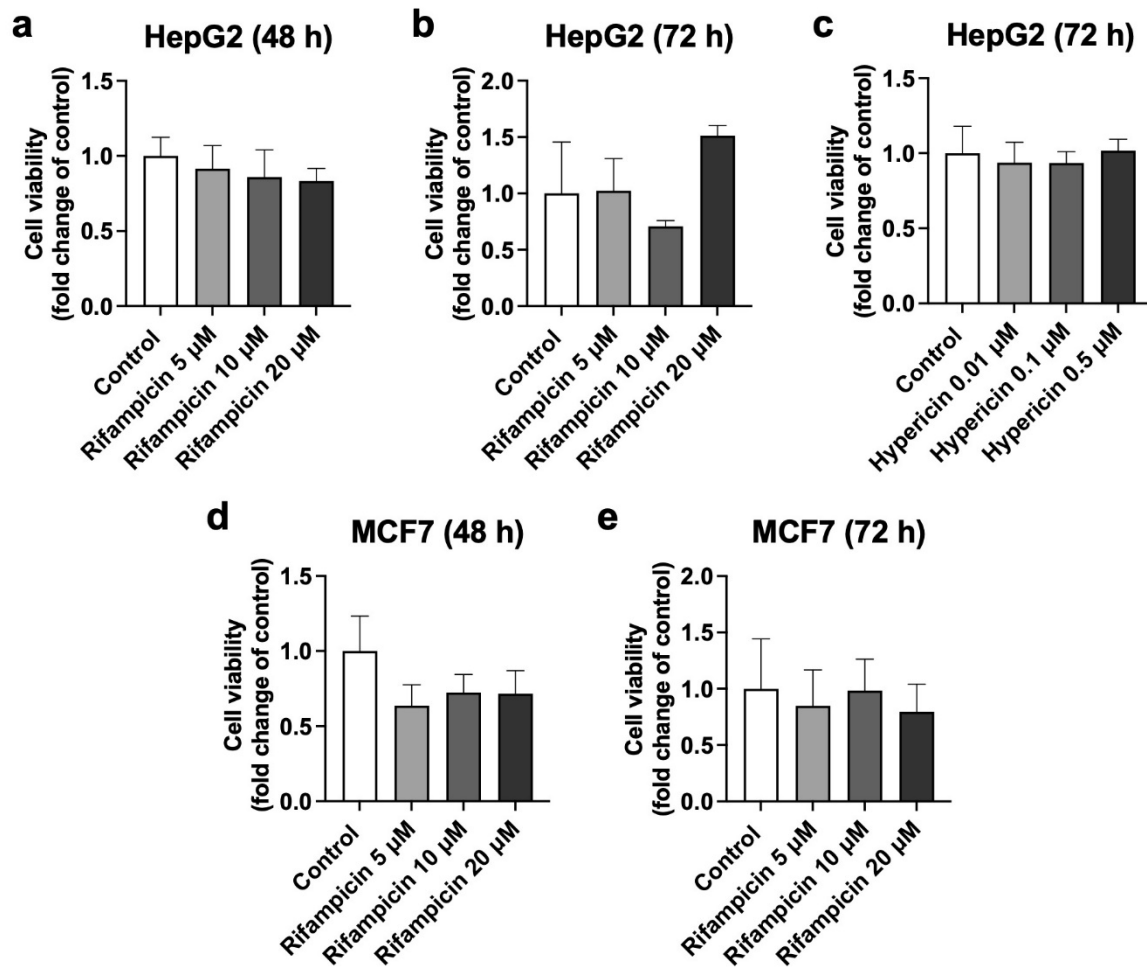 a
HepG2 (48 h)
Cell viability
(fold change of control)
1.5
1.0
0.5
0.0
Control
Rifampicin 5 µM
Rifampicin 10 µM
Rifampicin 20 µM
b
HepG2 (72 h)
Cell viability
(fold change of control)
2.0
1.5
1.0
0.5
0.0
Control
Rifampicin 5 µM
Rifampicin 10 µM
Rifampicin 20 µM
c
HepG2 (72 h)
Cell viability
(fold change of control)
1.5
1.0
0.5
0.0
Control
Hypericin 0.01 µM
Hypericin 0.1 µM
Hypericin 0.5 µM
d
MCF7 (48 h)
Cell viability
(fold change of control)
1.5
1.0
0.5
0.0
Control
Rifampicin 5 µM
Rifampicin 10 µM
Rifampicin 20 µM
e
MCF7 (72 h)
Cell viability
(fold change of control)
2.0
1.5
1.0
0.5
0.0
Control
Rifampicin 5 µM
Rifampicin 10 µM
Rifampicin 20 µM